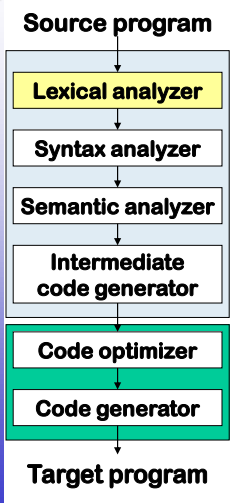 Source program
Lexical analyzer
Syntax analyzer
Semantic analyzer
Intermediate
code generator
Code optimizer
Code generator
Target program